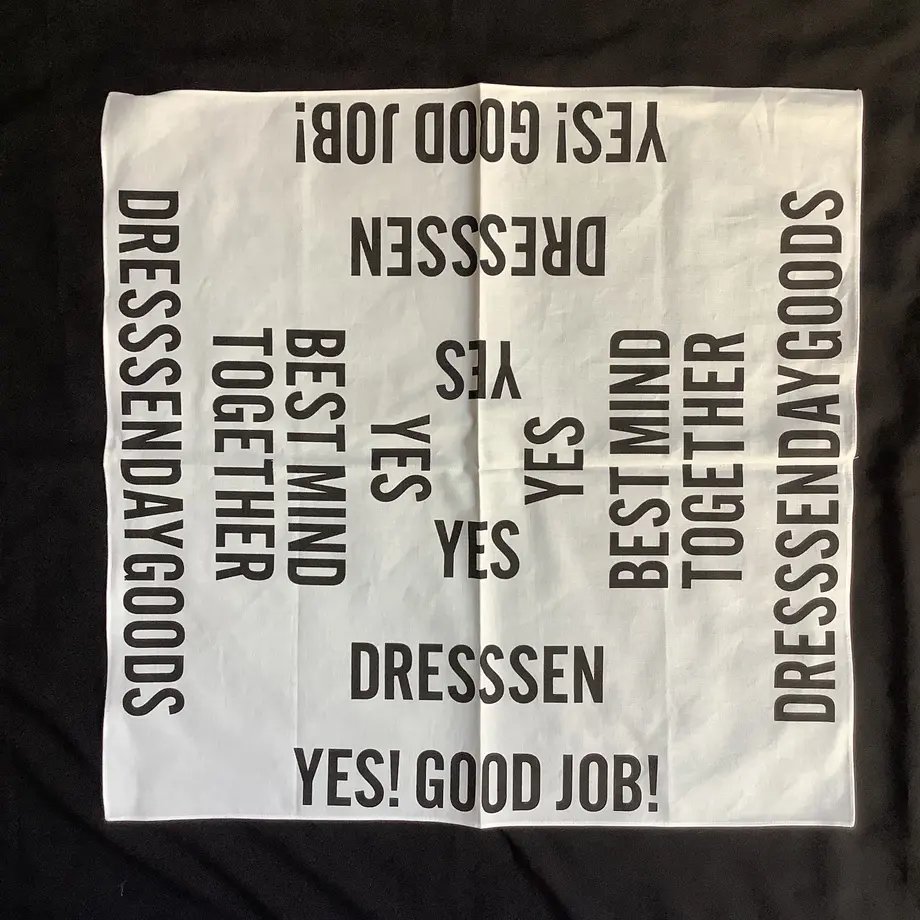 YES! GOOD JOB!
DRESSSEN
YES
DRESSSENDAYGOODS
BEST MIND
TOGETHER
YES
YES
BEST MIND
TOGETHER
DRESSSENDAYGOODS
YES
DRESSSEN
YES! GOOD JOB!